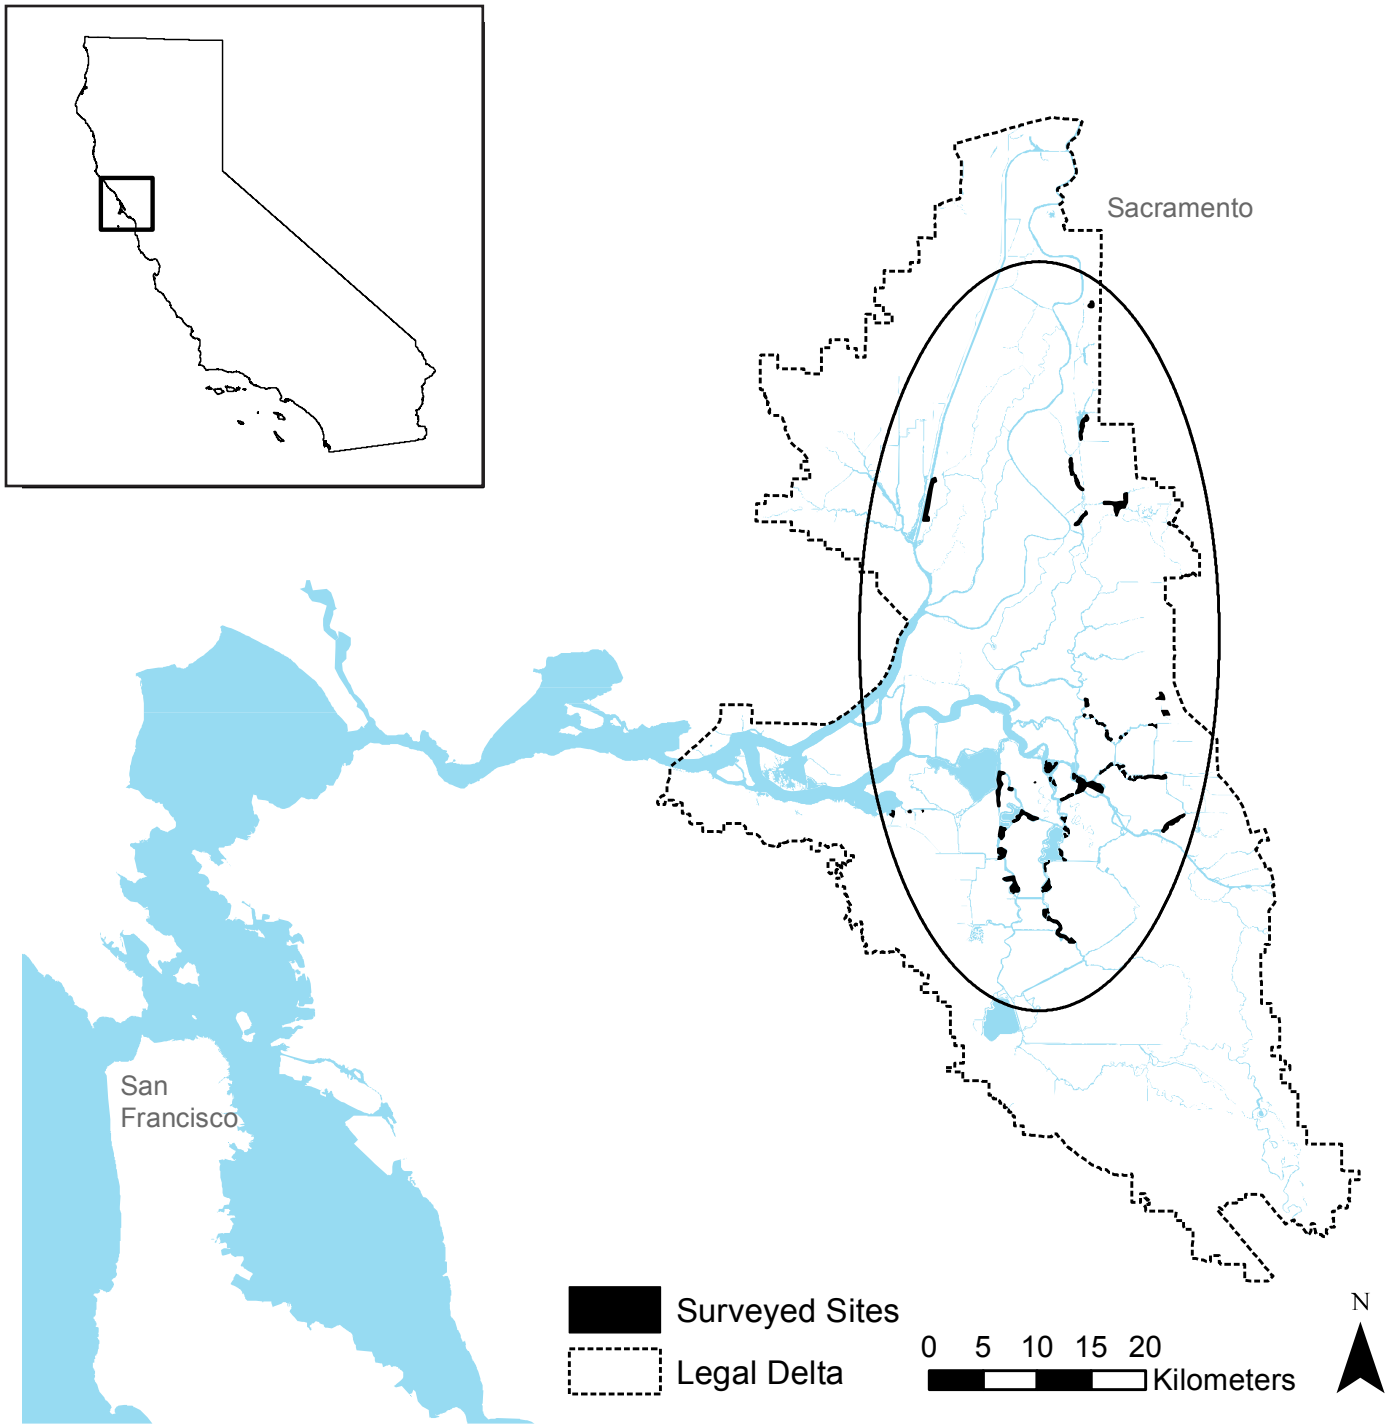 Sacramento
San
Francisco
Surveyed Sites
Legal Delta
0 5 10 15 20
Kilometers
N